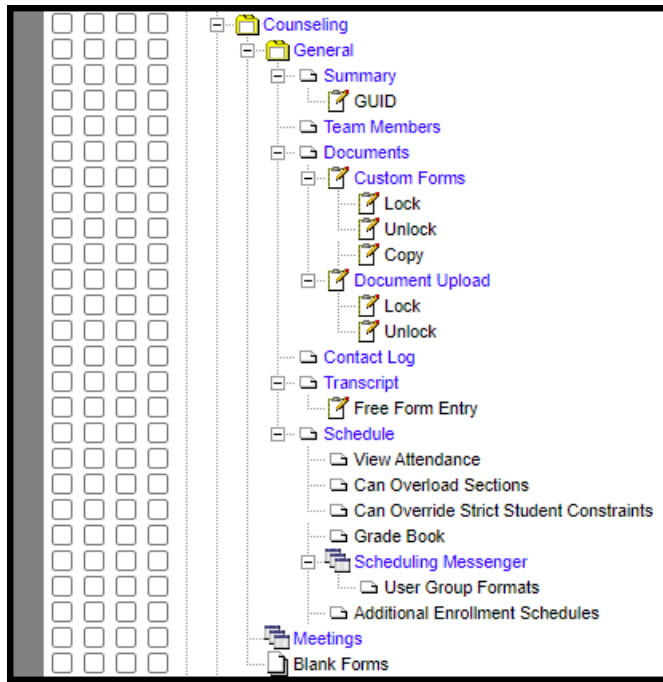 Counseling
General
Summary
GUID
Team Members
Documents
Custom Forms
Lock
Unlock
Copy
Document Upload
Lock
Unlock
Contact Log
Transcript
Free Form Entry
Schedule
View Attendance
Can Overload Sections
Can Override Strict Student Constraints
Grade Book
Scheduling Messenger
User Group Formats
Additional Enrollment Schedules
Meetings
Blank Forms